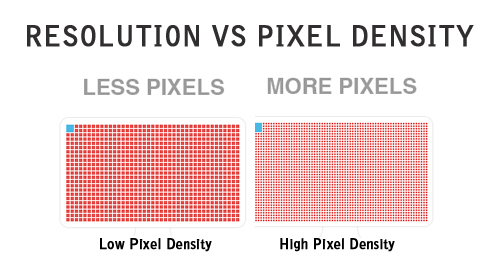 RESOLUTION VS PIXEL DENSITY
LESS PIXELS
MORE PIXELS
Low Pixel Density
High Pixel Density